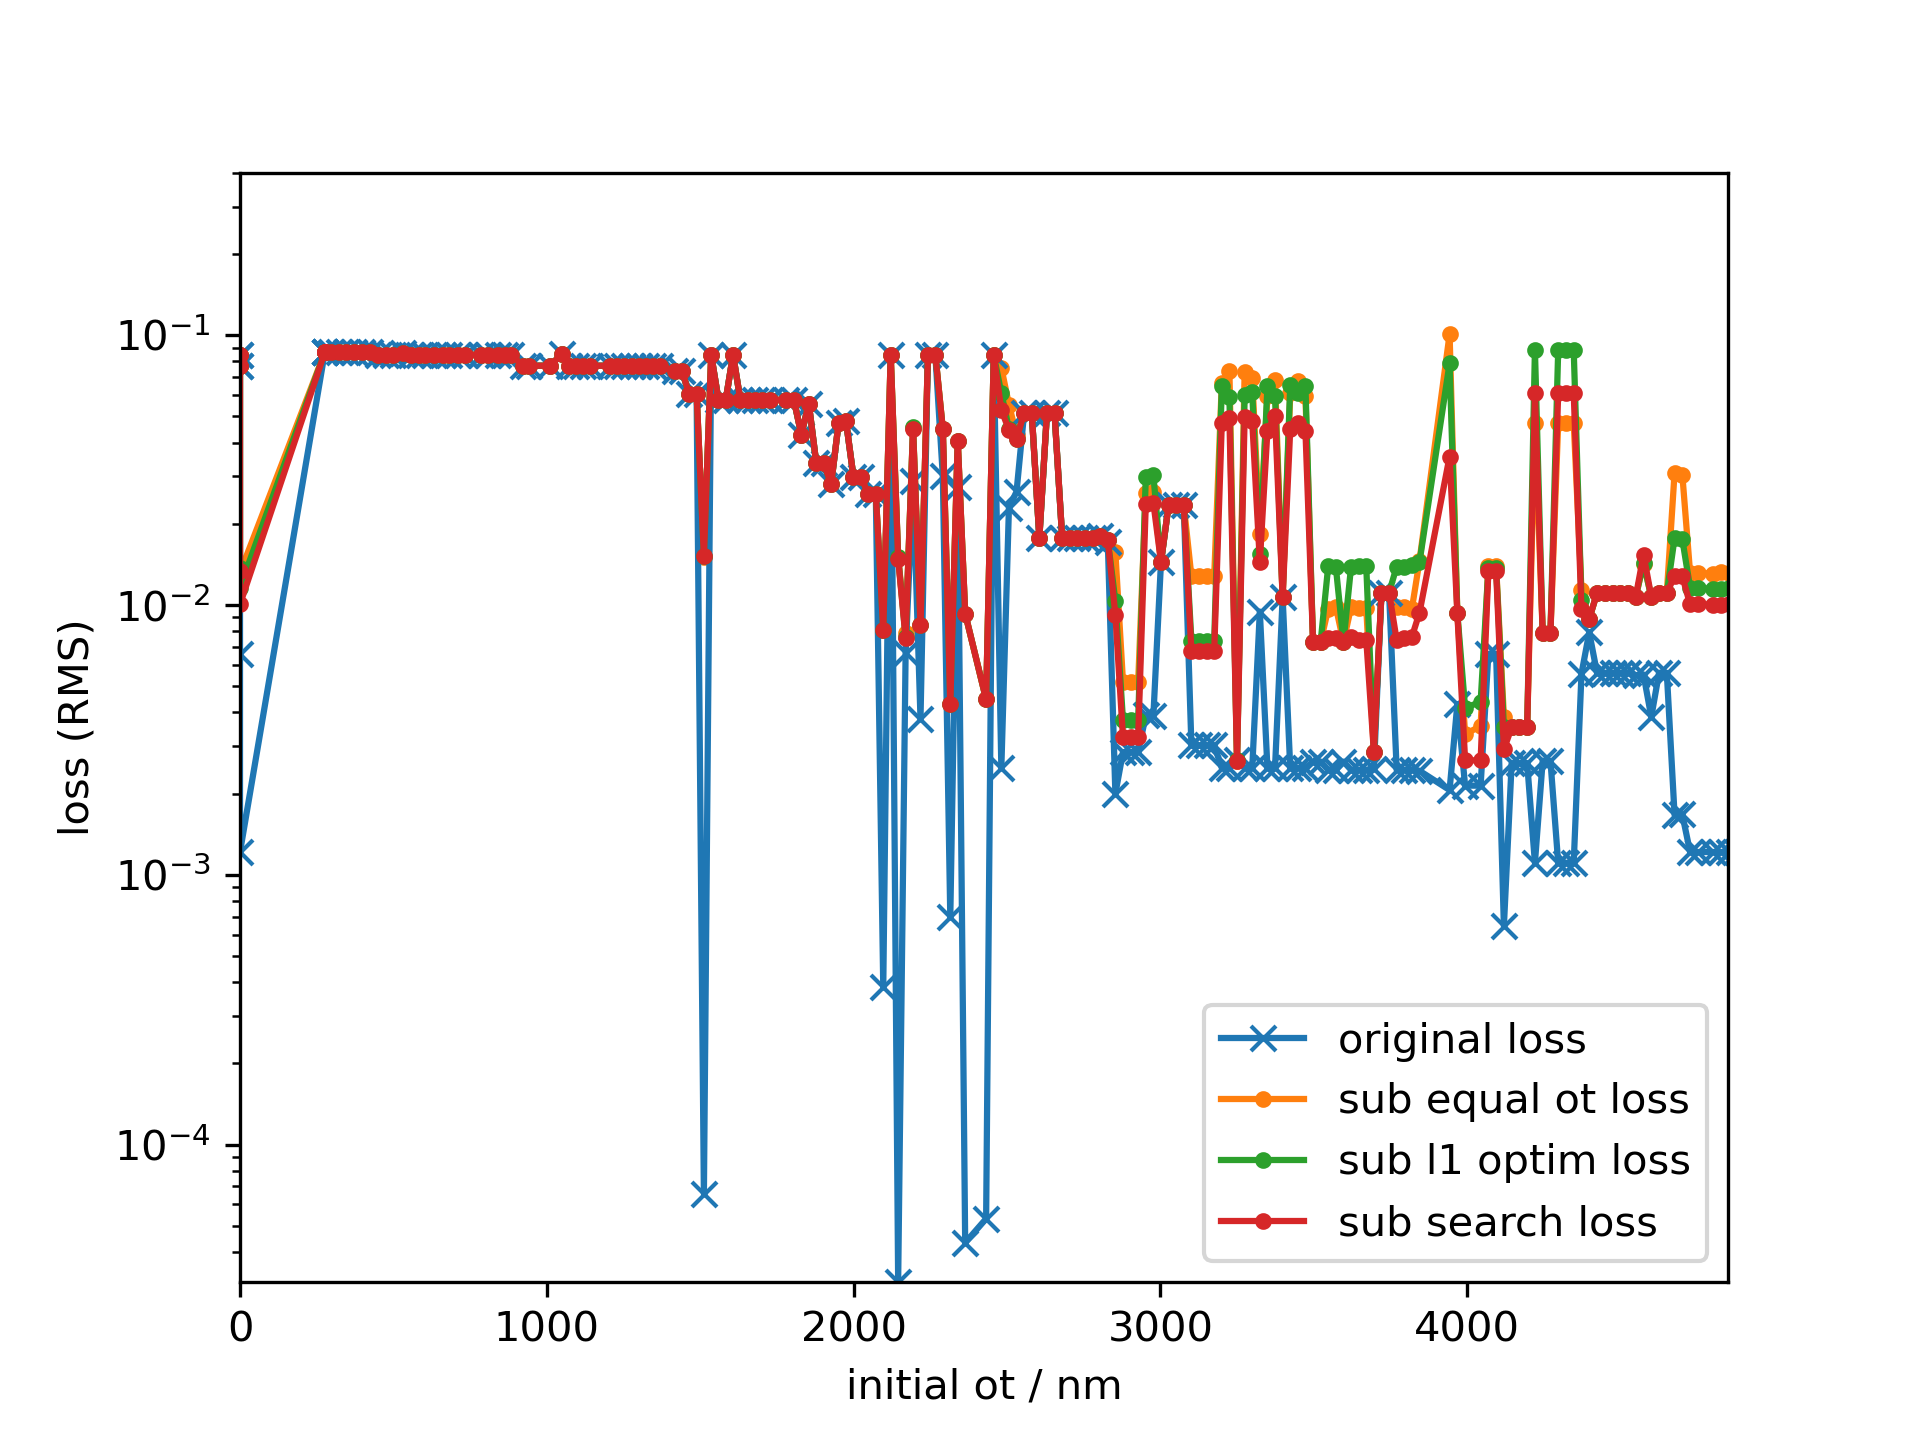 10⁻¹
10⁻²
10⁻³
10⁻⁴
loss (RMS)
0 1000 2000 3000 4000
initial ot / nm
original loss
sub equal ot loss
sub l1 optim loss
sub search loss